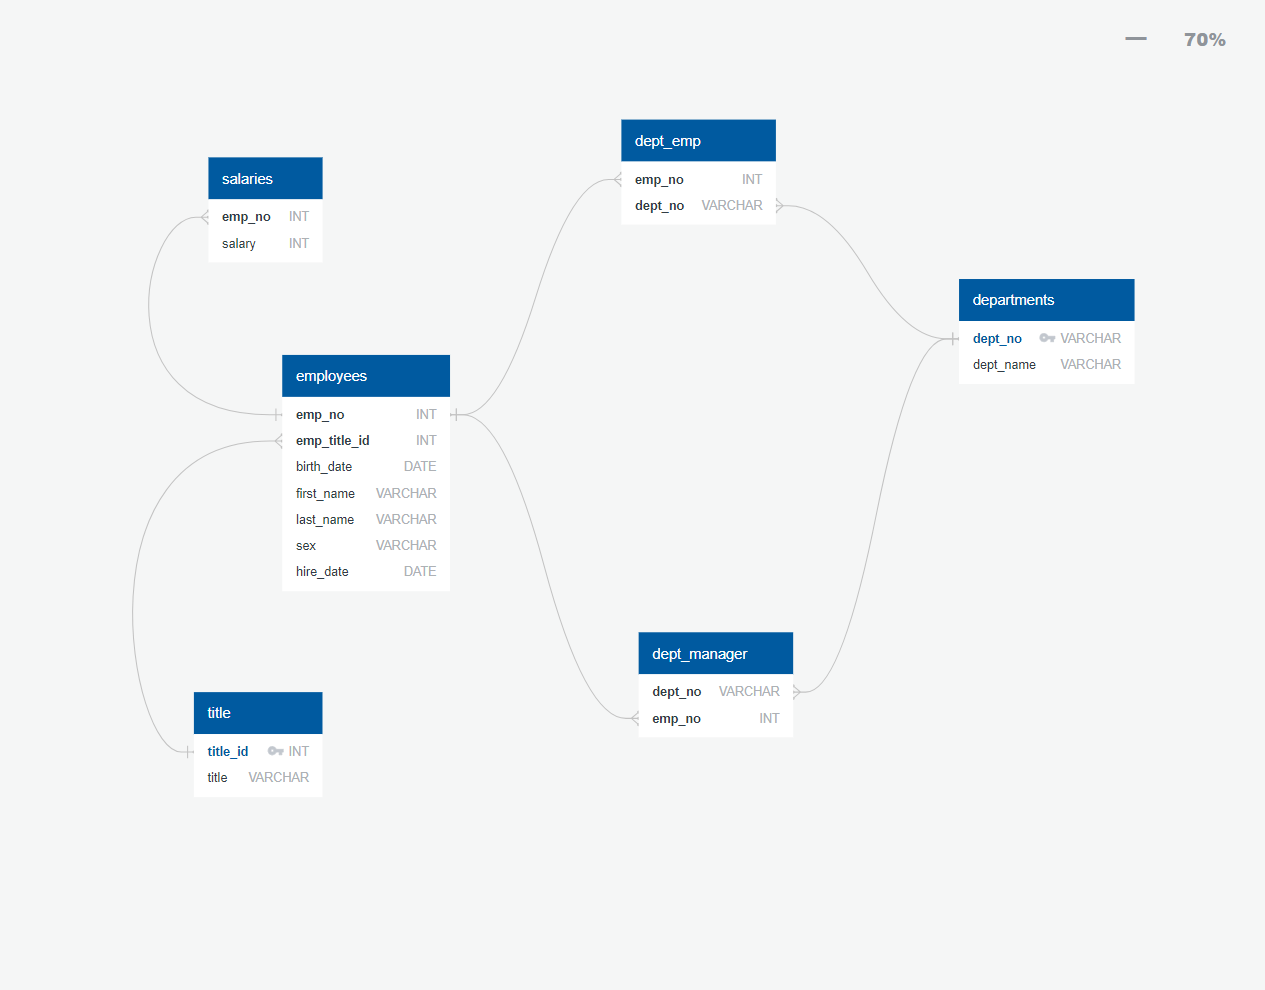 70%
dept_emp
emp_no INT
dept_no VARCHAR
salaries
emp_no INT
salary INT
departments
dept_no VARCHAR
dept_name VARCHAR
employees
emp_no INT
emp_title_id INT
birth_date DATE
first_name VARCHAR
last_name VARCHAR
sex VARCHAR
hire_date DATE
dept_manager
dept_no VARCHAR
emp_no INT
title
title_id INT
title VARCHAR